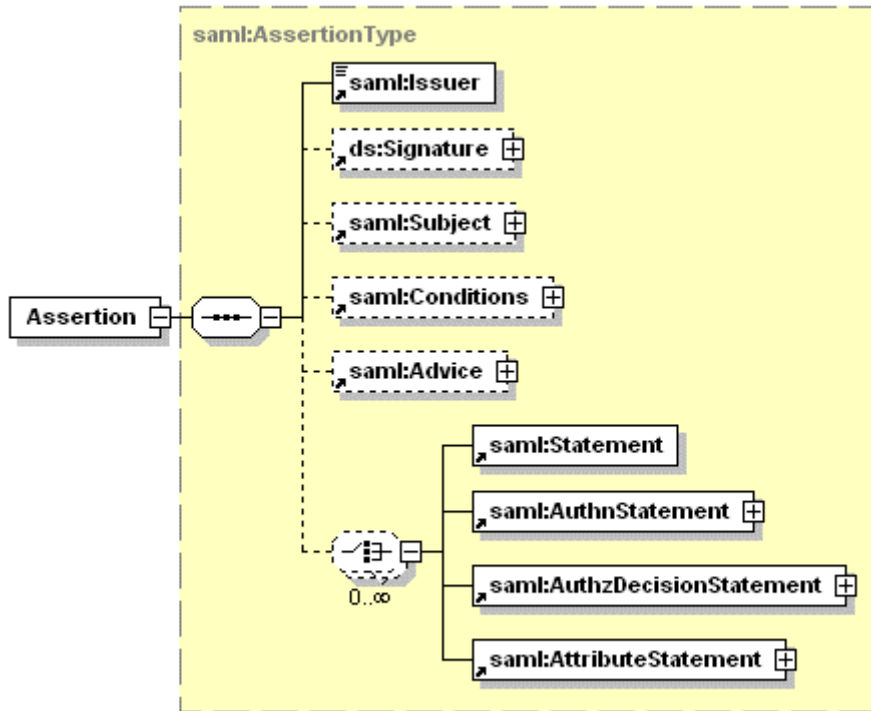 saml:AssertionType
saml:Issuer
ds:Signature
saml:Subject
saml:Conditions
Assertion
saml:Advice
saml:Statement
saml:AuthnStatement
0..∞
saml:AuthzDecisionStatement
saml:AttributeStatement